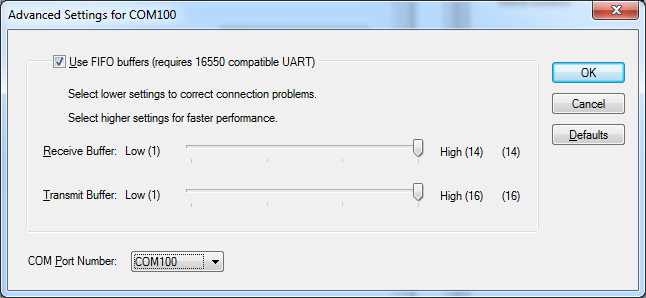 Advanced Settings for COM100
Use FIFO buffers (requires 16550 compatible UART)
OK
Select lower settings to correct connection problems.
Cancel
Select higher settings for faster performance.
Defaults
Receive Buffer: Low (1) High (14) (14)
Transmit Buffer: Low (1) High (16) (16)
COM Port Number: COM100